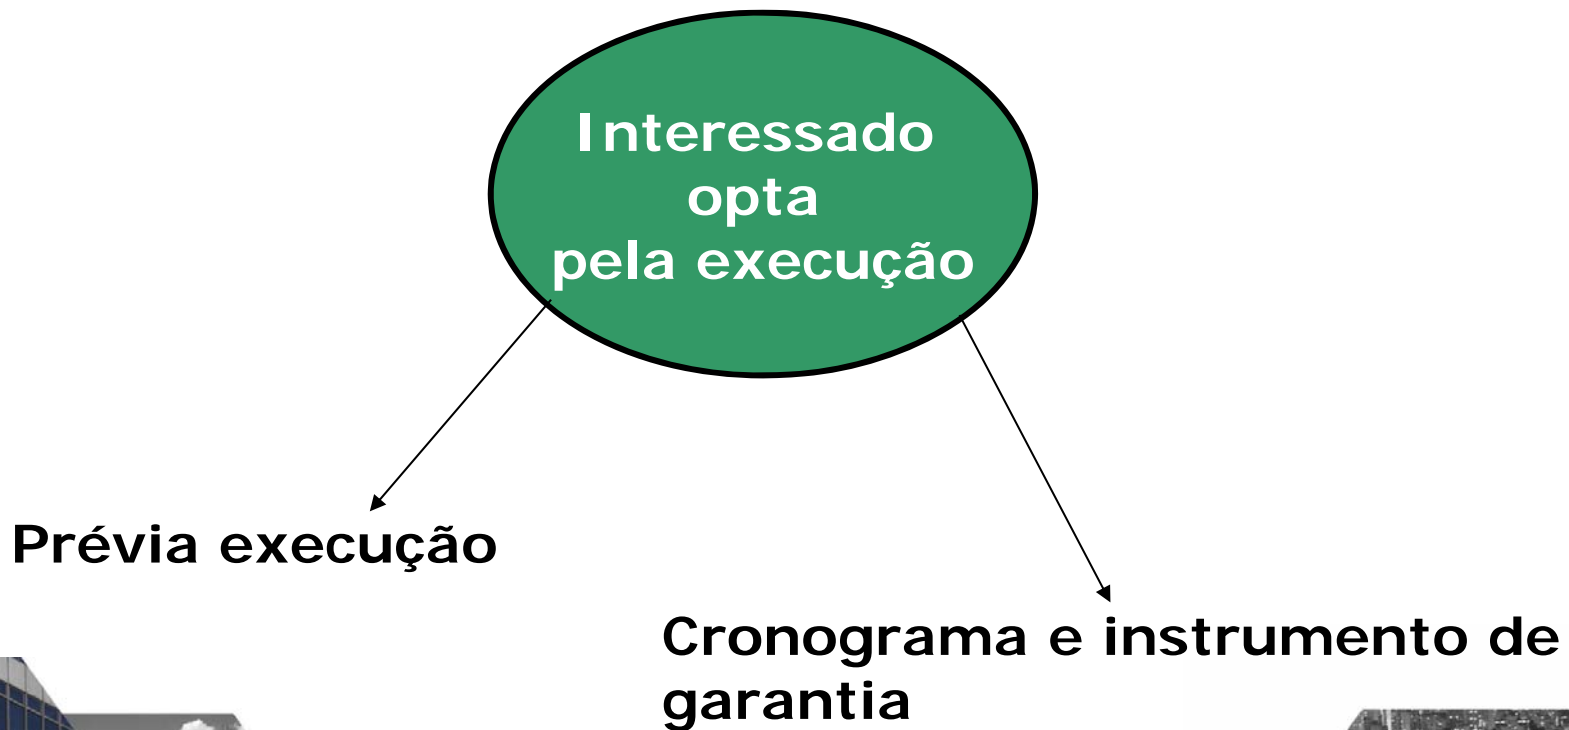 Interessado
opta
pela execução
Prévia execução
Cronograma e instrumento de
garantia